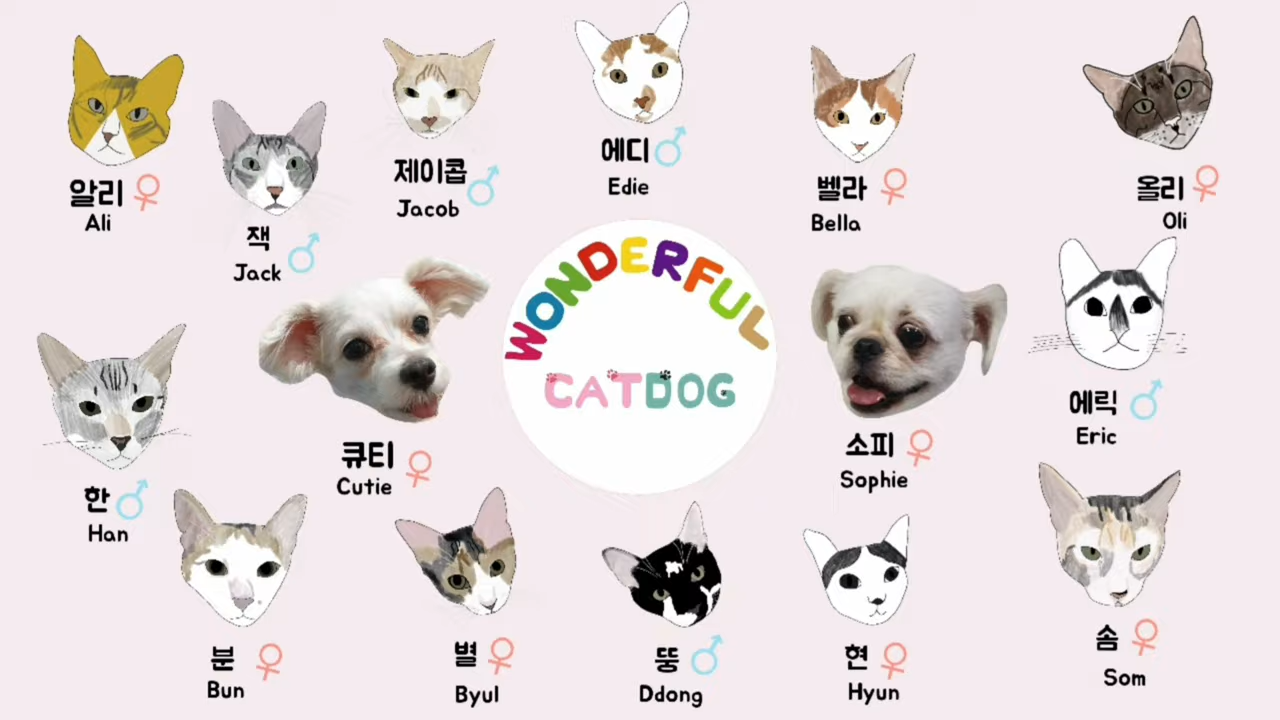 에디
Edie
제이콥
Jacob
알리
Ali
벨라
Bella
올리
Oli
잭
Jack
WONDERFUL
CATDOG
에릭
Eric
큐티
Cutie
소피
Sophie
한
Han
분
Bun
별
Byul
뚱
Ddong
현
Hyun
솜
Som